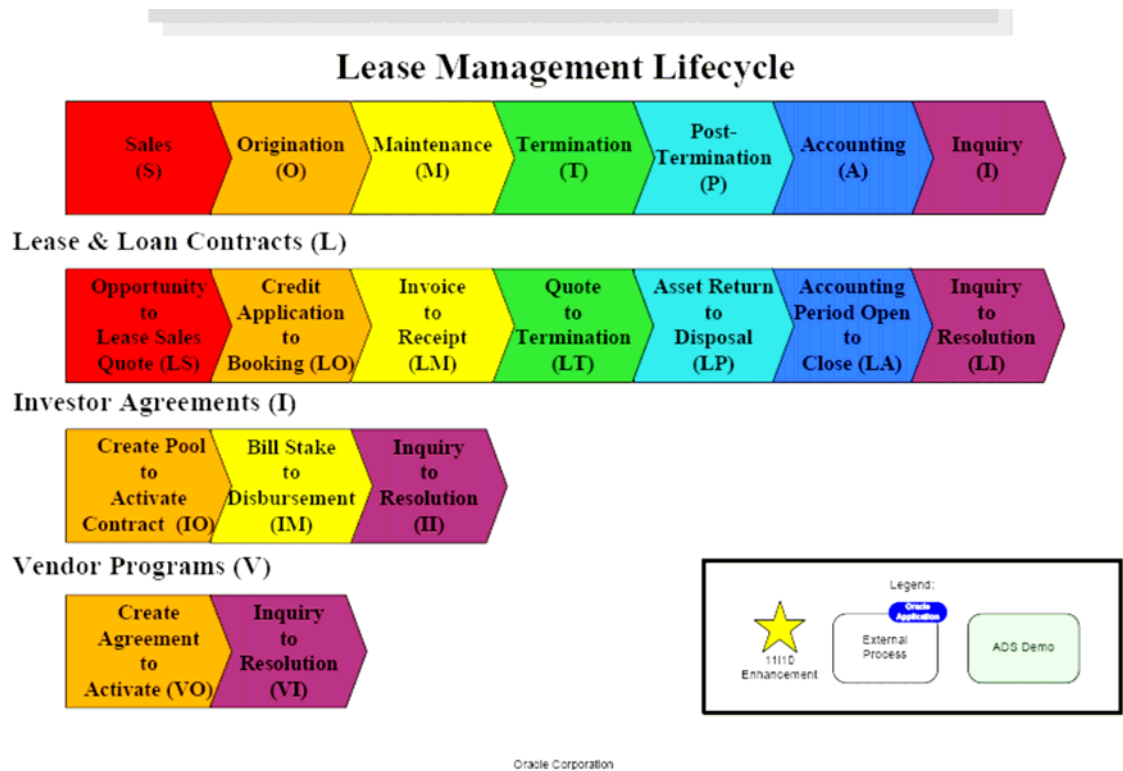 Lease Management Lifecycle
Sales
(S)
Origination
(O)
Maintenance
(M)
Termination
(T)
Post-
Termination
(P)
Accounting
(A)
Inquiry
(I)
Lease & Loan Contracts (L)
Opportunity
to
Lease Sales
Quote (LS)
Credit
Application
to
Booking (LO)
Invoice
to
Receipt
(LM)
Quote
to
Termination
(LT)
Asset Return
to
Disposal
(LP)
Accounting
Period Open
to
Close (LA)
Inquiry
to
Resolution
(LI)
Investor Agreements (I)
Create Pool
to
Activate
Contract (IO)
Bill Stake
to
Disbursement
(IM)
Inquiry
to
Resolution
(II)
Vendor Programs (V)
Create
Agreement
to
Activate (VO)
Inquiry
to
Resolution
(VI)
Legend:
11I10
Enhancement
Oracle
Application
External
Process
ADS Demo
Oracle Corporation